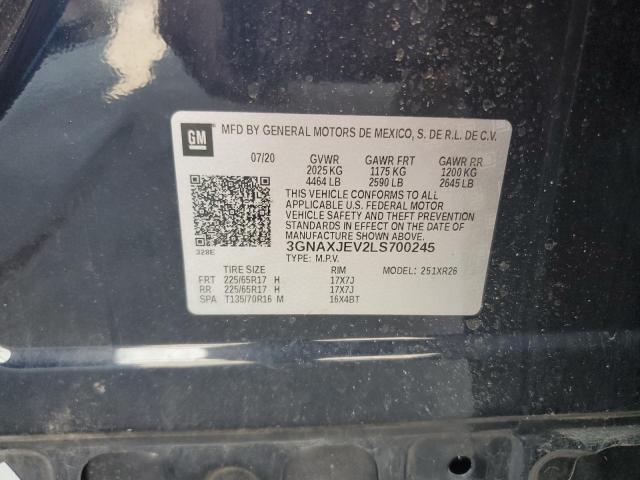 GM MFD BY GENERAL MOTORS DE MEXICO, S. DE R.L. DE C.V.
07/20 GVWR GAWR FRT GAWR RR
2025 KG 1175 KG 1200 KG
4464 LB 2590 LB 2645 LB
THIS VEHICLE CONFORMS TO ALL
APPLICABLE U.S. FEDERAL MOTOR
VEHICLE SAFETY AND THEFT PREVENTION
STANDARDS IN EFFECT ON THE DATE OF
MANUFACTURE SHOWN ABOVE.
328E 3GNAXJEV2LS700245
TYPE: M.P.V.
TIRE SIZE RIM MODEL: 251XR26
FRT 225/65R17 H 17X7J
RR 225/65R17 H 17X7J
SPA T135/70R16 M 16X4BT